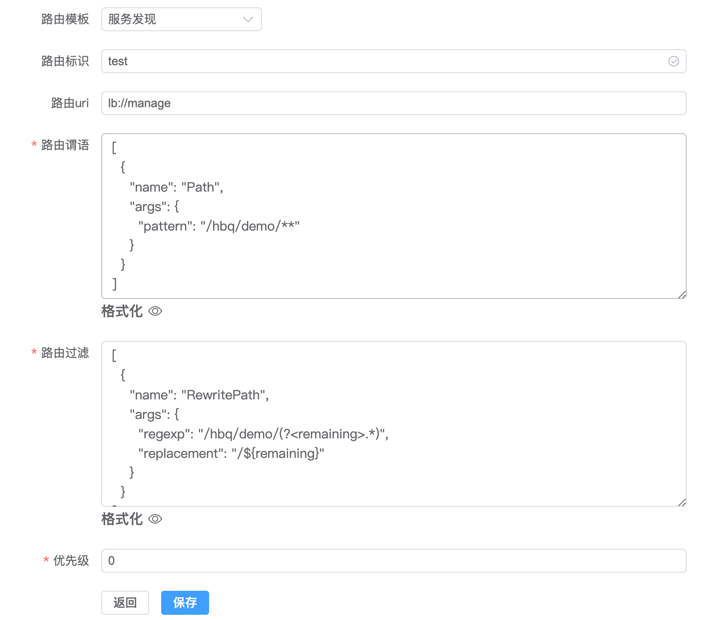 路由模板 服务发现
路由标识 test
路由uri lb://manage
* 路由谓语
[
{
"name": "Path",
"args": {
"pattern": "/hbq/demo/**"
}
}
]
格式化
* 路由过滤
[
{
"name": "RewritePath",
"args": {
"regexp": "/hbq/demo/(?<remaining>.*)",
"replacement": "/${remaining}"
}
}
格式化
* 优先级 0
返回 保存